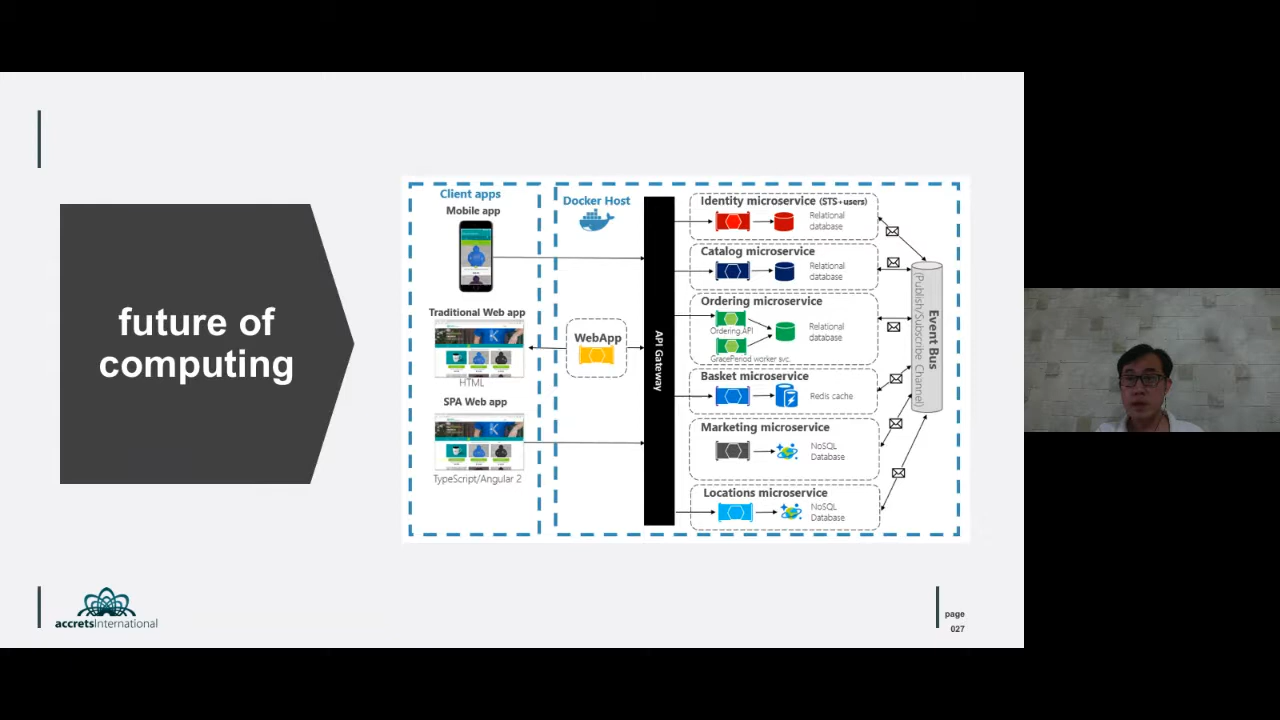 future of
computing
Client apps
Mobile app
Traditional Web app
HTML
SPA Web app
TypeScript/Angular 2
Docker Host
WebApp
API Gateway
Identity microservice (STS+users)
Relational
database
Catalog microservice
Relational
database
Ordering microservice
Ordering.API
GracePeriod worker svc.
Relational
database
Basket microservice
Redis cache
Marketing microservice
NoSQL
Database
Locations microservice
NoSQL
Database
Event Bus
(Publish/Subscribe Channel)
accretsInternational
page
027